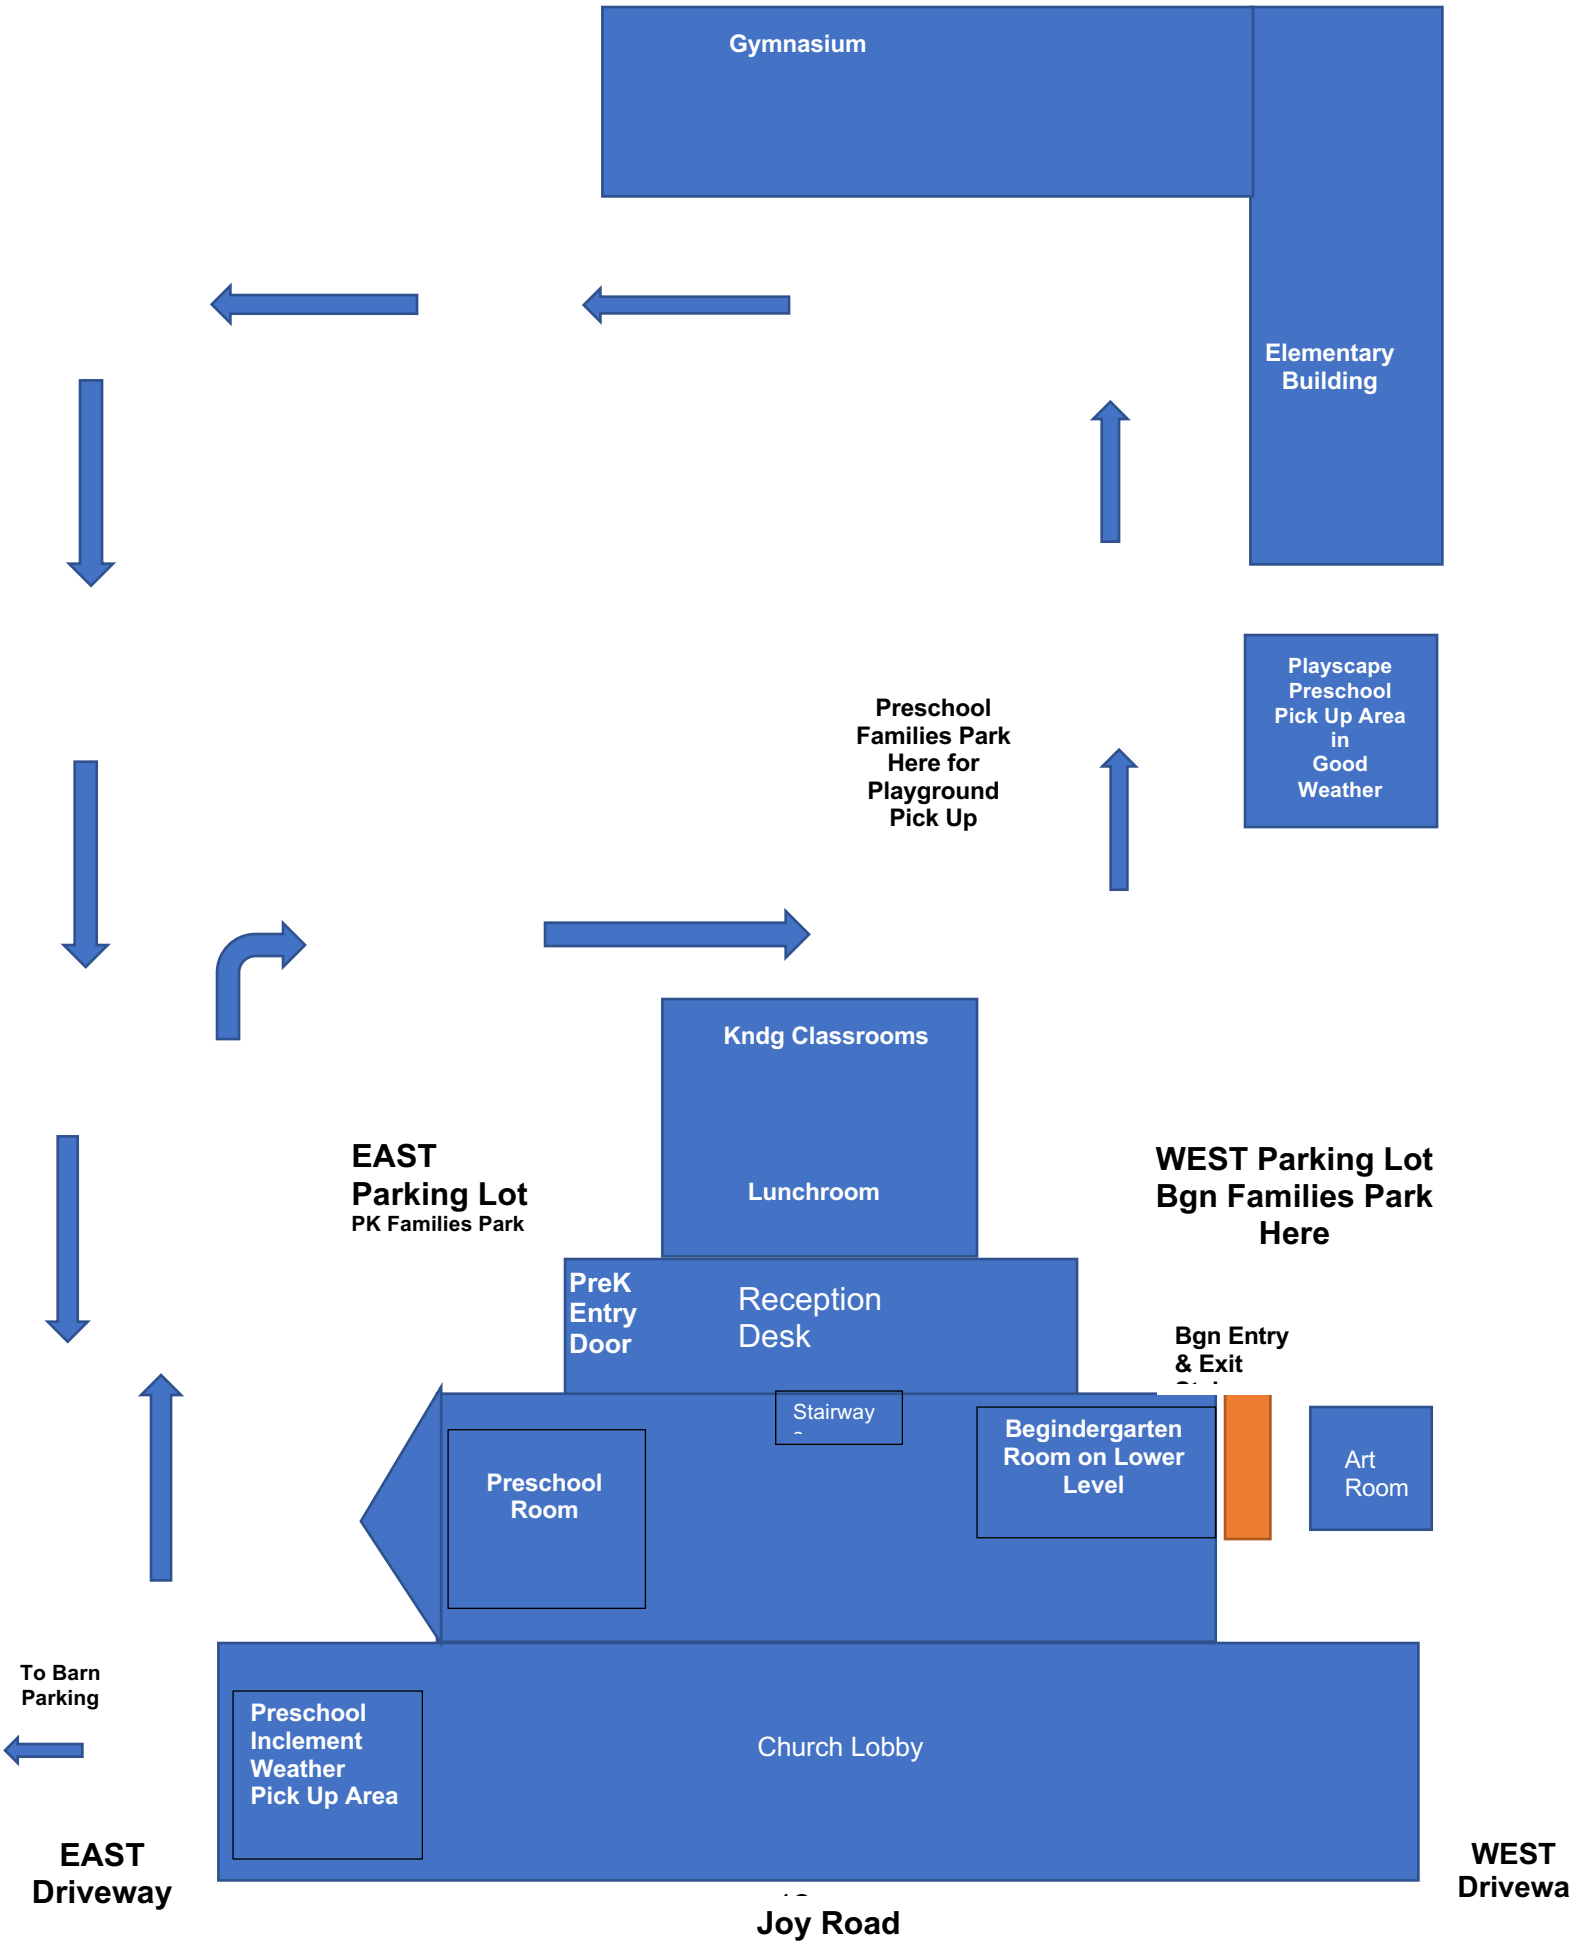 Gymnasium
Elementary
Building
Playscape
Preschool
Pick Up Area
in
Good
Weather
Preschool
Families Park
Here for
Playground
Pick Up
Kndg Classrooms
EAST
Parking Lot
PK Families Park
Lunchroom
WEST Parking Lot
Bgn Families Park
Here
PreK
Entry
Door
Reception
Desk
Bgn Entry
& Exit
Stairway
Begindergarten
Room on Lower
Level
Preschool
Room
Art
Room
To Barn
Parking
Preschool
Inclement
Weather
Pick Up Area
Church Lobby
EAST
Driveway
WEST
Drivewa
Joy Road